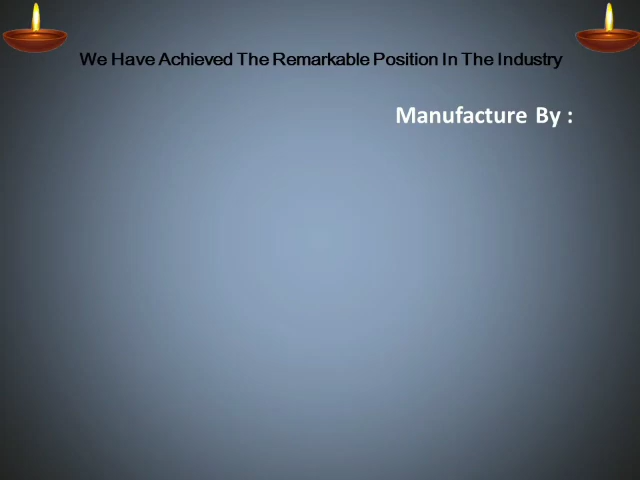 We Have Achieved The Remarkable Position In The Industry
Manufacture By :